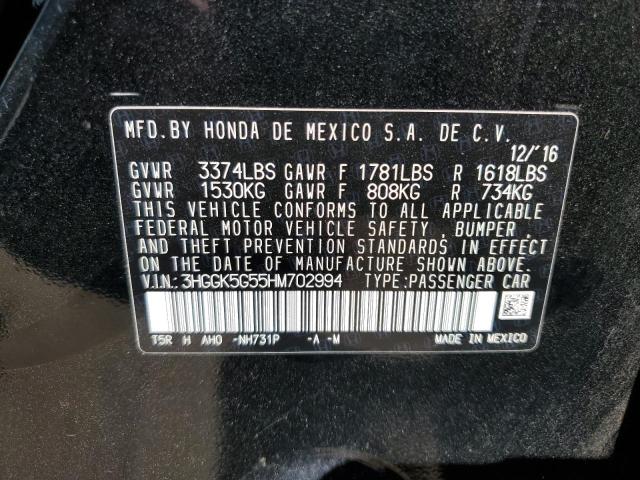 MFD.BY HONDA DE MEXICO S.A. DE C.V.
12/'16
GVWR 3374LBS GAWR F 1781LBS R 1618LBS
GVWR 1530KG GAWR F 808KG R 734KG
THIS VEHICLE CONFORMS TO ALL APPLICABLE
FEDERAL MOTOR VEHICLE SAFETY , BUMPER ,
AND THEFT PREVENTION STANDARDS IN EFFECT
ON THE DATE OF MANUFACTURE SHOWN ABOVE.
V.I.N.:3HGGK5G55HM702994 TYPE:PASSENGER CAR
T5R H AH0 -NH731P -A -M MADE IN MEXICO